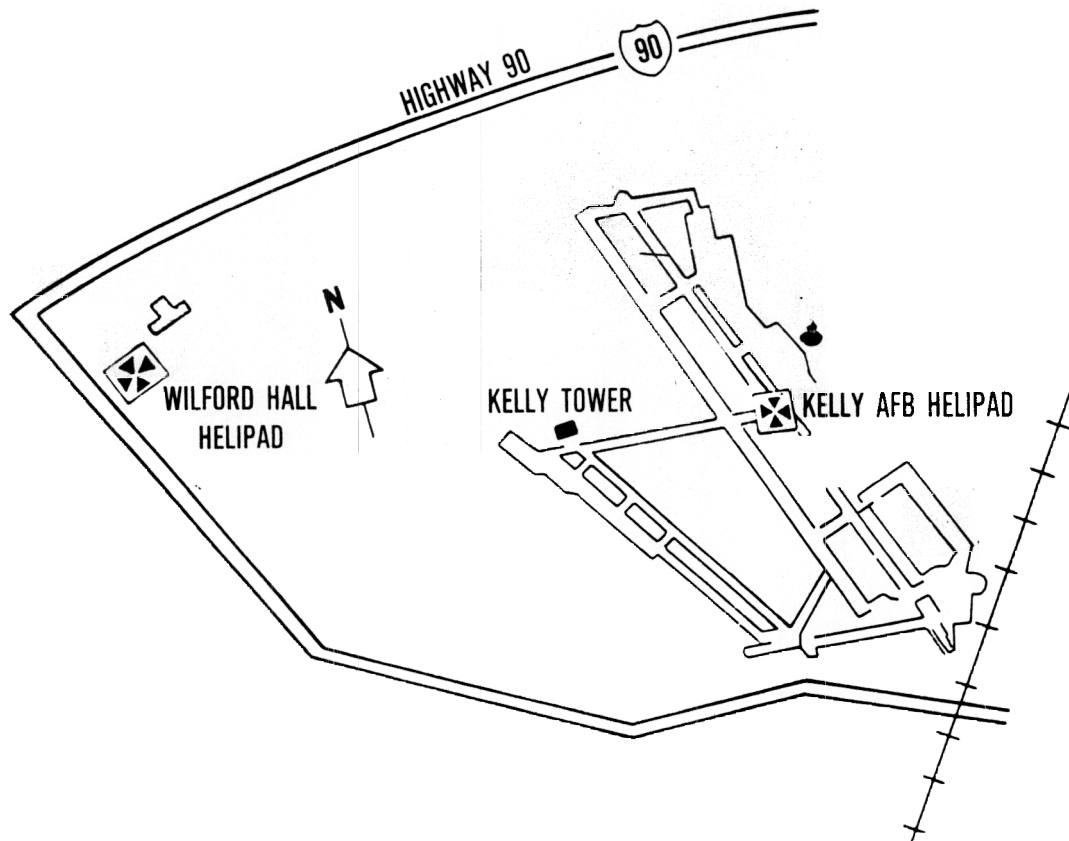 HIGHWAY 90
90
N
WILFORD HALL
HELIPAD
KELLY TOWER
KELLY AFB HELIPAD